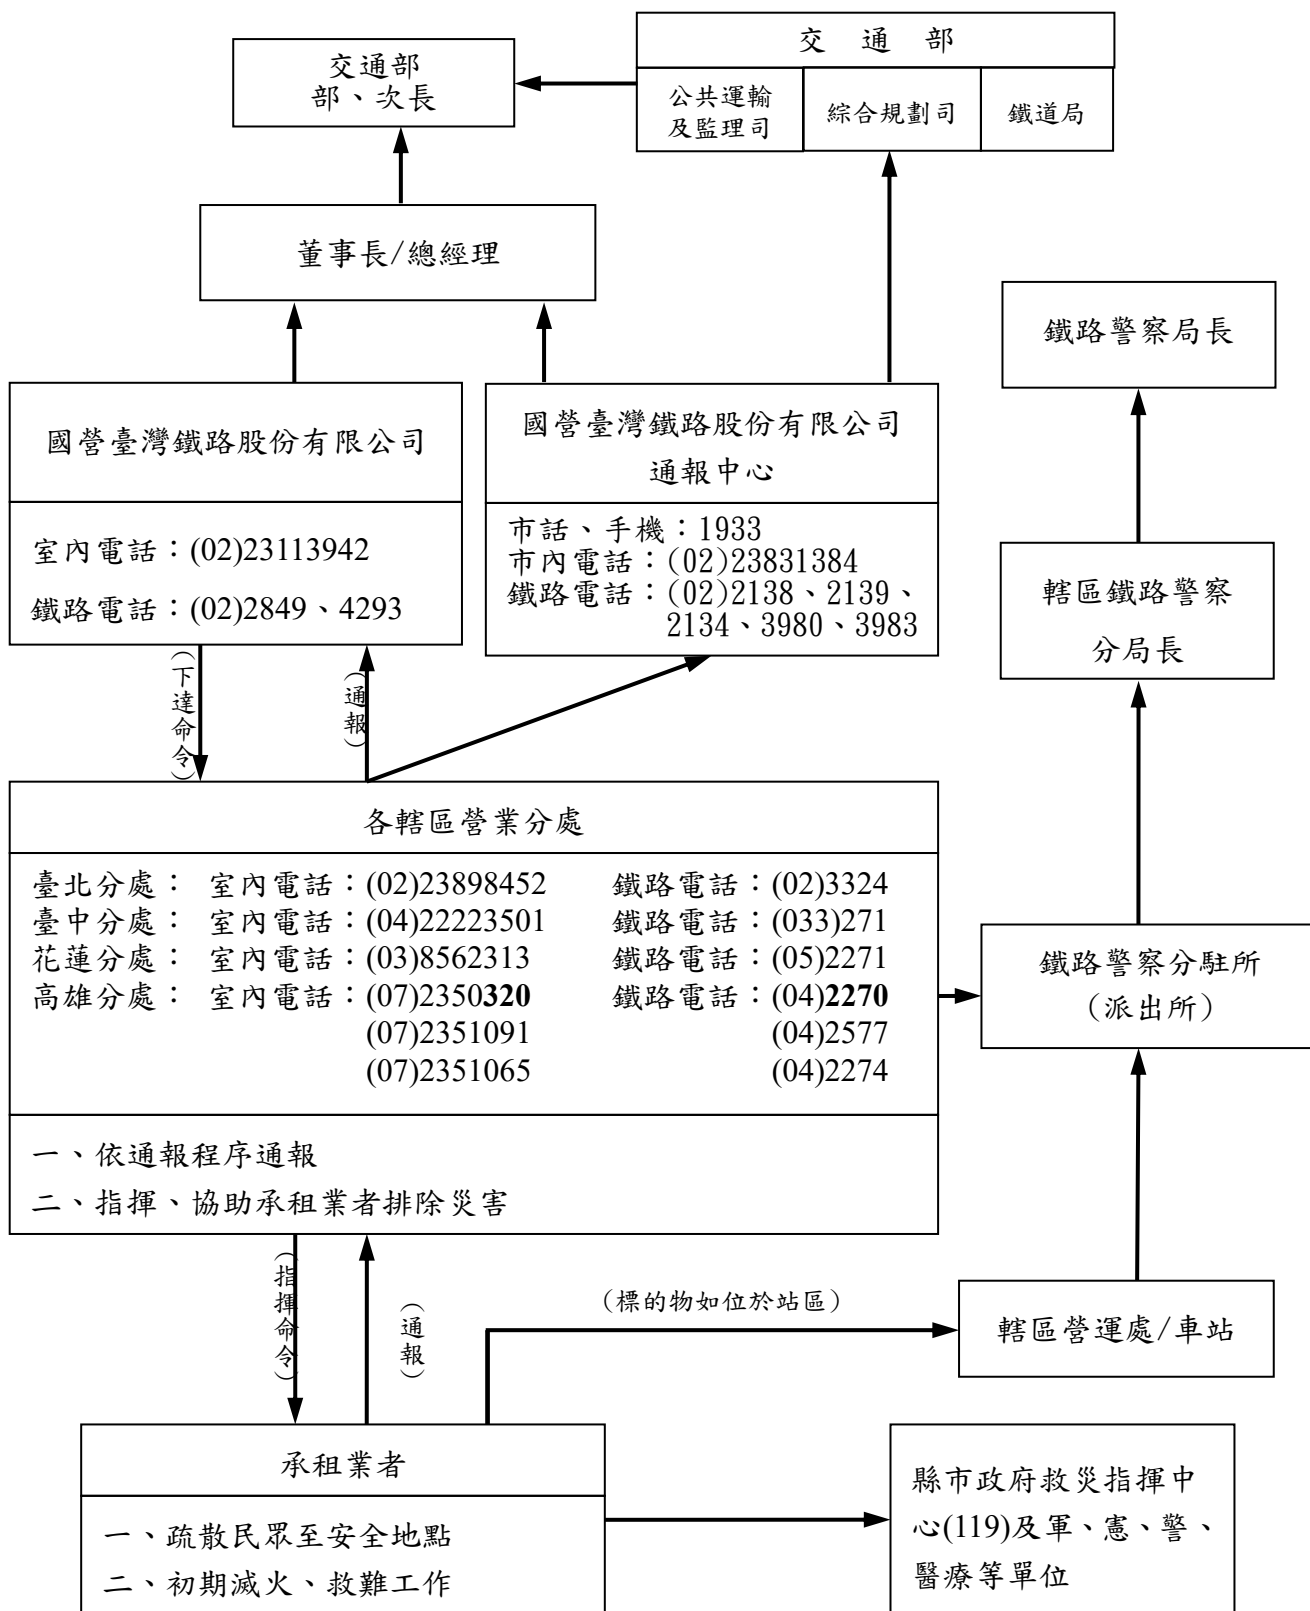 交通部
部、次長
交通部
公共運輸
及監理司
綜合規劃司
鐵道局
董事長/總經理
鐵路警察局長
國營臺灣鐵路股份有限公司
室內電話：(02)23113942
鐵路電話：(02)2849、4293
國營臺灣鐵路股份有限公司
通報中心
市話、手機：1933
市內電話：(02)23831384
鐵路電話：(02)2138、2139、
2134、3980、3983
轄區鐵路警察
分局長
(下達命令)
(通報)
各轄區營業分處
臺北分處： 室內電話：(02)23898452 鐵路電話：(02)3324
臺中分處： 室內電話：(04)22223501 鐵路電話：(033)271
花蓮分處： 室內電話：(03)8562313 鐵路電話：(05)2271
高雄分處： 室內電話：(07)2350320 鐵路電話：(04)2270
(07)2351091 (04)2577
(07)2351065 (04)2274
一、依通報程序通報
二、指揮、協助承租業者排除災害
鐵路警察分駐所
（派出所）
(指揮命令)
(通報)
（標的物如位於站區）
轄區營運處/車站
承租業者
一、疏散民眾至安全地點
二、初期滅火、救難工作
縣市政府救災指揮中
心(119)及軍、憲、警、
醫療等單位